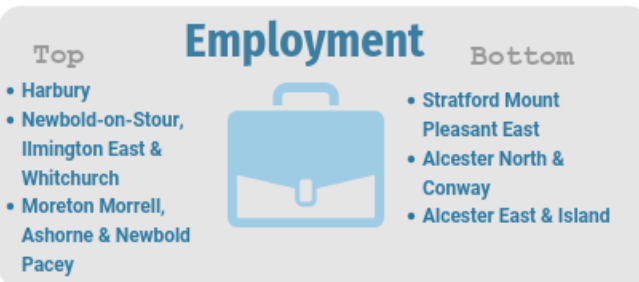 Employment
Top
• Harbury
• Newbold-on-Stour,
Ilmington East &
Whitchurch
• Moreton Morrell,
Ashorne & Newbold
Pacey
Bottom
• Stratford Mount
Pleasant East
• Alcester North &
Conway
• Alcester East & Island